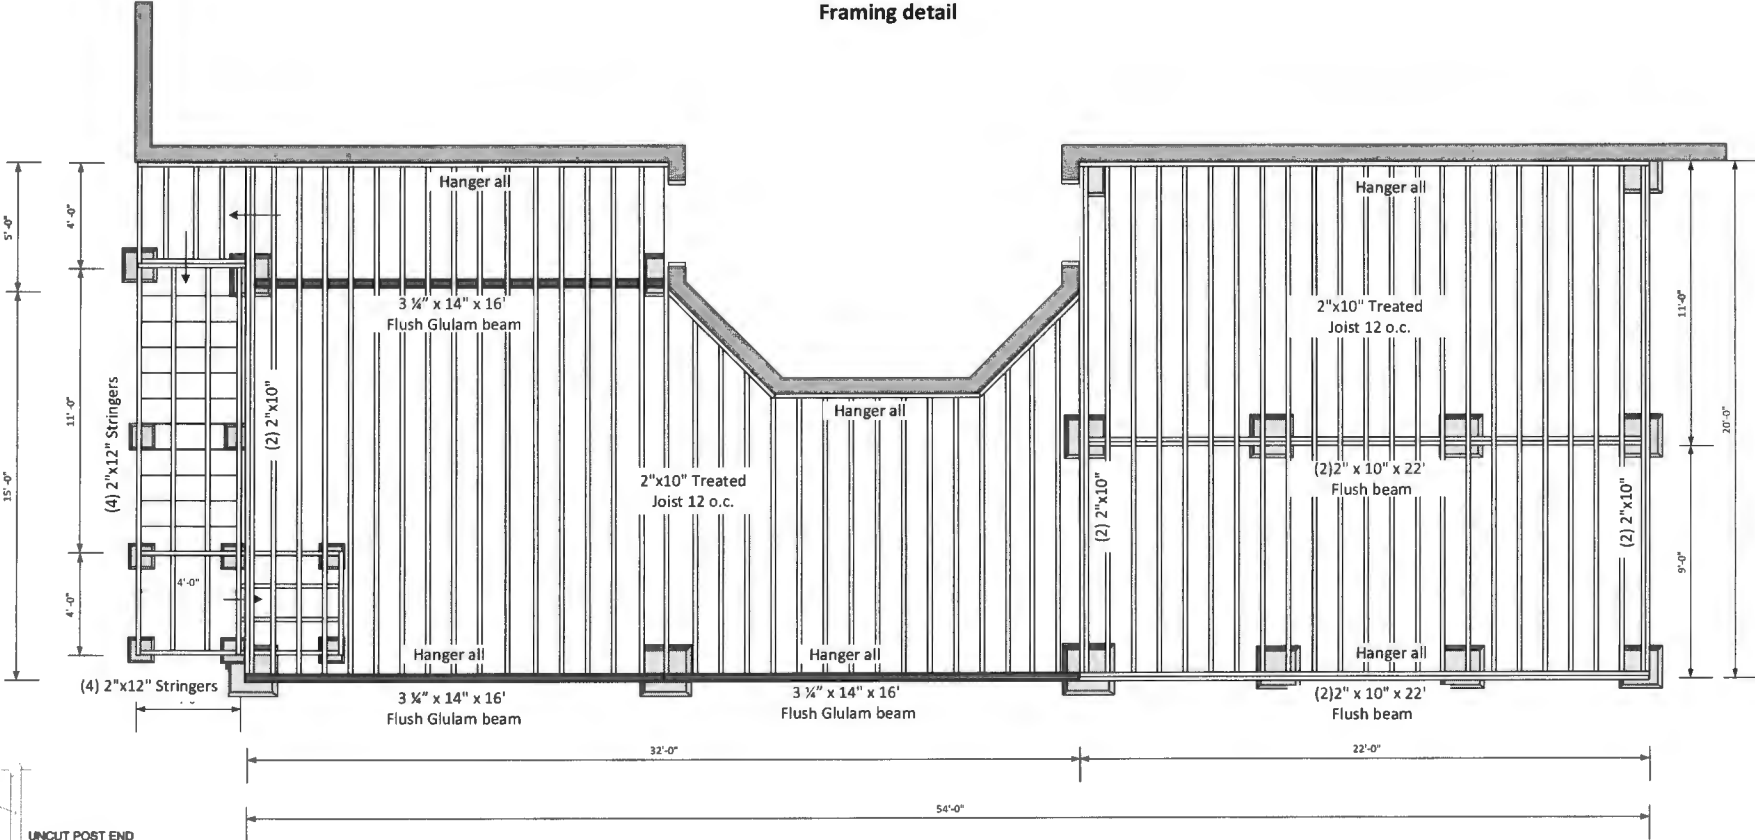 Framing detail
Hanger all
Hanger all
5'-0"
4'-0"
3 ¼" x 14" x 16'
Flush Glulam beam
2"x10" Treated
Joist 12 o.c.
11'-0"
20'-0"
(4) 2"x12" Stringers
11'-0"
(2) 2"x10"
Hanger all
15'-0"
2"x10" Treated
Joist 12 o.c.
(2)2" x 10" x 22'
Flush beam
(2) 2"x10"
(2) 2"x10"
9'-0"
4'-0"
4'-0"
Hanger all
Hanger all
Hanger all
(4) 2"x12" Stringers
3 ¼" x 14" x 16'
Flush Glulam beam
3 ¼" x 14" x 16'
Flush Glulam beam
(2)2" x 10" x 22'
Flush beam
32'-0"
22'-0"
54'-0"
UNCUT POST END